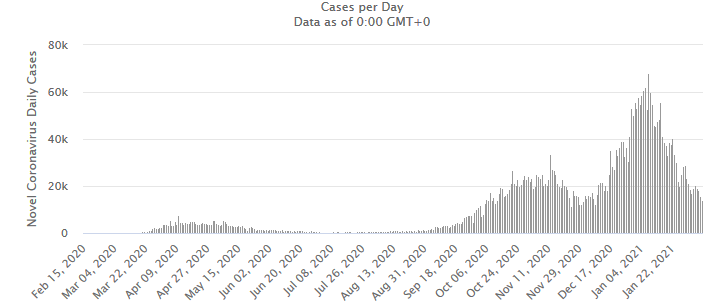 Cases per Day
Data as of 0:00 GMT+0
Novel Coronavirus Daily Cases
80k
60k
40k
20k
0
Feb 15, 2020
Mar 04, 2020
Mar 22, 2020
Apr 09, 2020
Apr 27, 2020
May 15, 2020
Jun 02, 2020
Jun 20, 2020
Jul 08, 2020
Jul 26, 2020
Aug 13, 2020
Aug 31, 2020
Sep 18, 2020
Oct 06, 2020
Oct 24, 2020
Nov 11, 2020
Nov 29, 2020
Dec 17, 2020
Jan 04, 2021
Jan 22, 2021